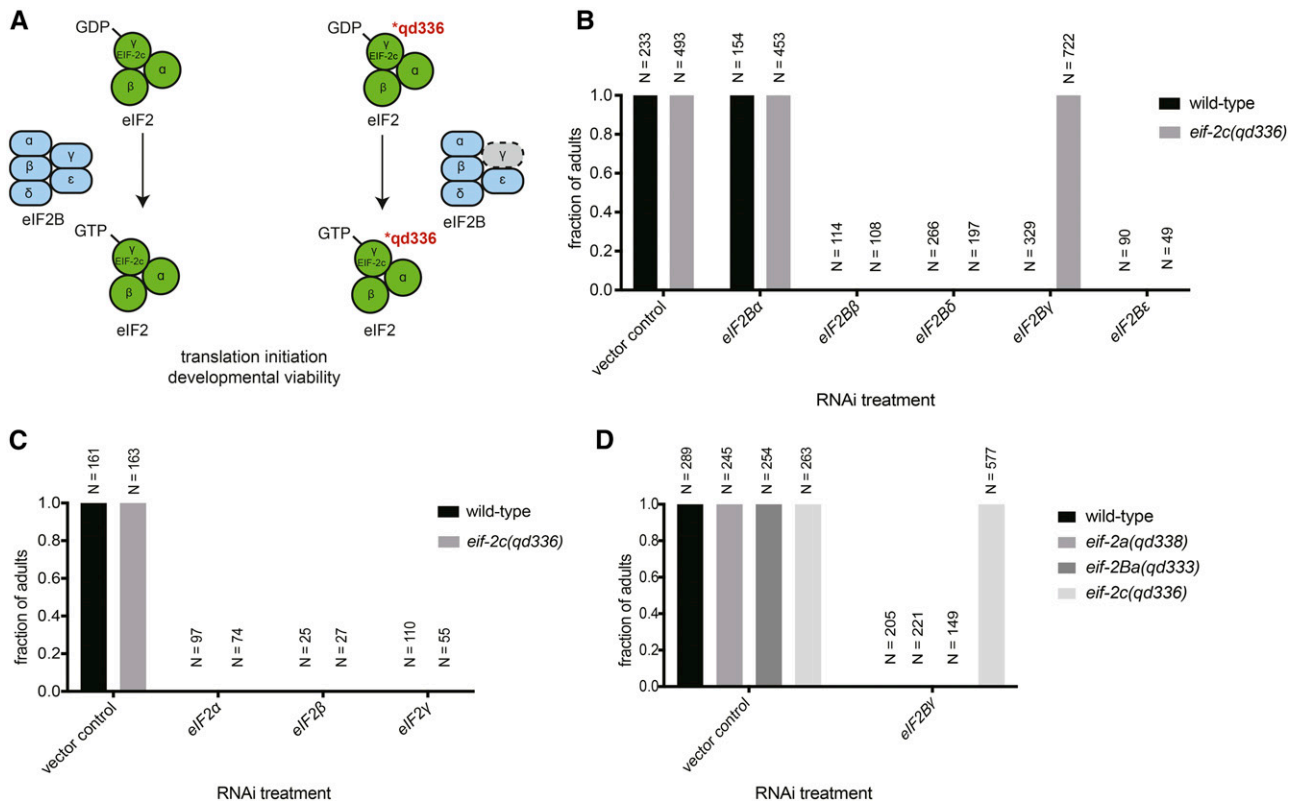 A
GDP
γ
EIF-2c
α
β
eIF2
α
β
δ
γ
ε
eIF2B
GTP
γ
EIF-2c
α
β
eIF2
*qd336
GDP
γ
EIF-2c
α
β
eIF2
α
β
δ
γ
ε
eIF2B
*qd336
GTP
γ
EIF-2c
α
β
eIF2
translation initiation
developmental viability
B
N = 233
N = 493
N = 154
N = 453
N = 114
N = 108
N = 266
N = 197
N = 329
N = 722
N = 90
N = 49
wild-type
eif-2c(qd336)
fraction of adults
1.0
0.8
0.6
0.4
0.2
0.0
vector control
eIF2Bα
eIF2Bβ
eIF2Bδ
eIF2Bγ
eIF2Bε
RNAi treatment
C
N = 161
N = 163
N = 97
N = 74
N = 25
N = 27
N = 110
N = 55
wild-type
eif-2c(qd336)
fraction of adults
1.0
0.8
0.6
0.4
0.2
0.0
vector control
eIF2α
eIF2β
eIF2γ
RNAi treatment
D
N = 289
N = 245
N = 254
N = 263
N = 205
N = 221
N = 149
N = 577
wild-type
eif-2a(qd338)
eif-2Ba(qd333)
eif-2c(qd336)
fraction of adults
1.0
0.8
0.6
0.4
0.2
0.0
vector control
eIF2Bγ
RNAi treatment